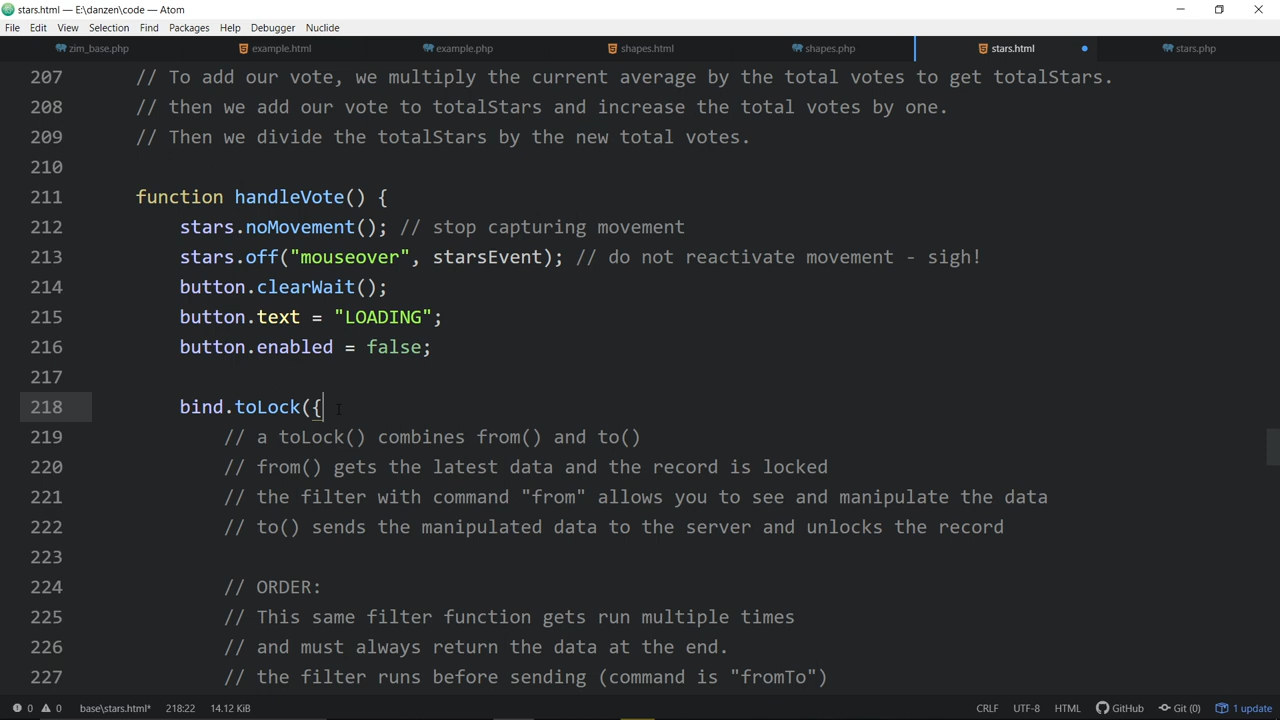 stars.html — E:\danzen\code — Atom
File Edit View Selection Find Packages Help Debugger Nuclide
zim_base.php example.html example.php shapes.html shapes.php stars.html stars.php
207 // To add our vote, we multiply the current average by the total votes to get totalStars.
208 // then we add our vote to totalStars and increase the total votes by one.
209 // Then we divide the totalStars by the new total votes.
210
211 function handleVote() {
212 stars.noMovement(); // stop capturing movement
213 stars.off("mouseover", starsEvent); // do not reactivate movement - sigh!
214 button.clearWait();
215 button.text = "LOADING";
216 button.enabled = false;
217
218 bind.toLock({
219 // a toLock() combines from() and to()
220 // from() gets the latest data and the record is locked
221 // the filter with command "from" allows you to see and manipulate the data
222 // to() sends the manipulated data to the server and unlocks the record
223
224 // ORDER:
225 // This same filter function gets run multiple times
226 // and must always return the data at the end.
227 // the filter runs before sending (command is "fromTo")
0 0 base\stars.html* 218:22 14.12 KiB CRLF UTF-8 HTML GitHub Git (0) 1 update